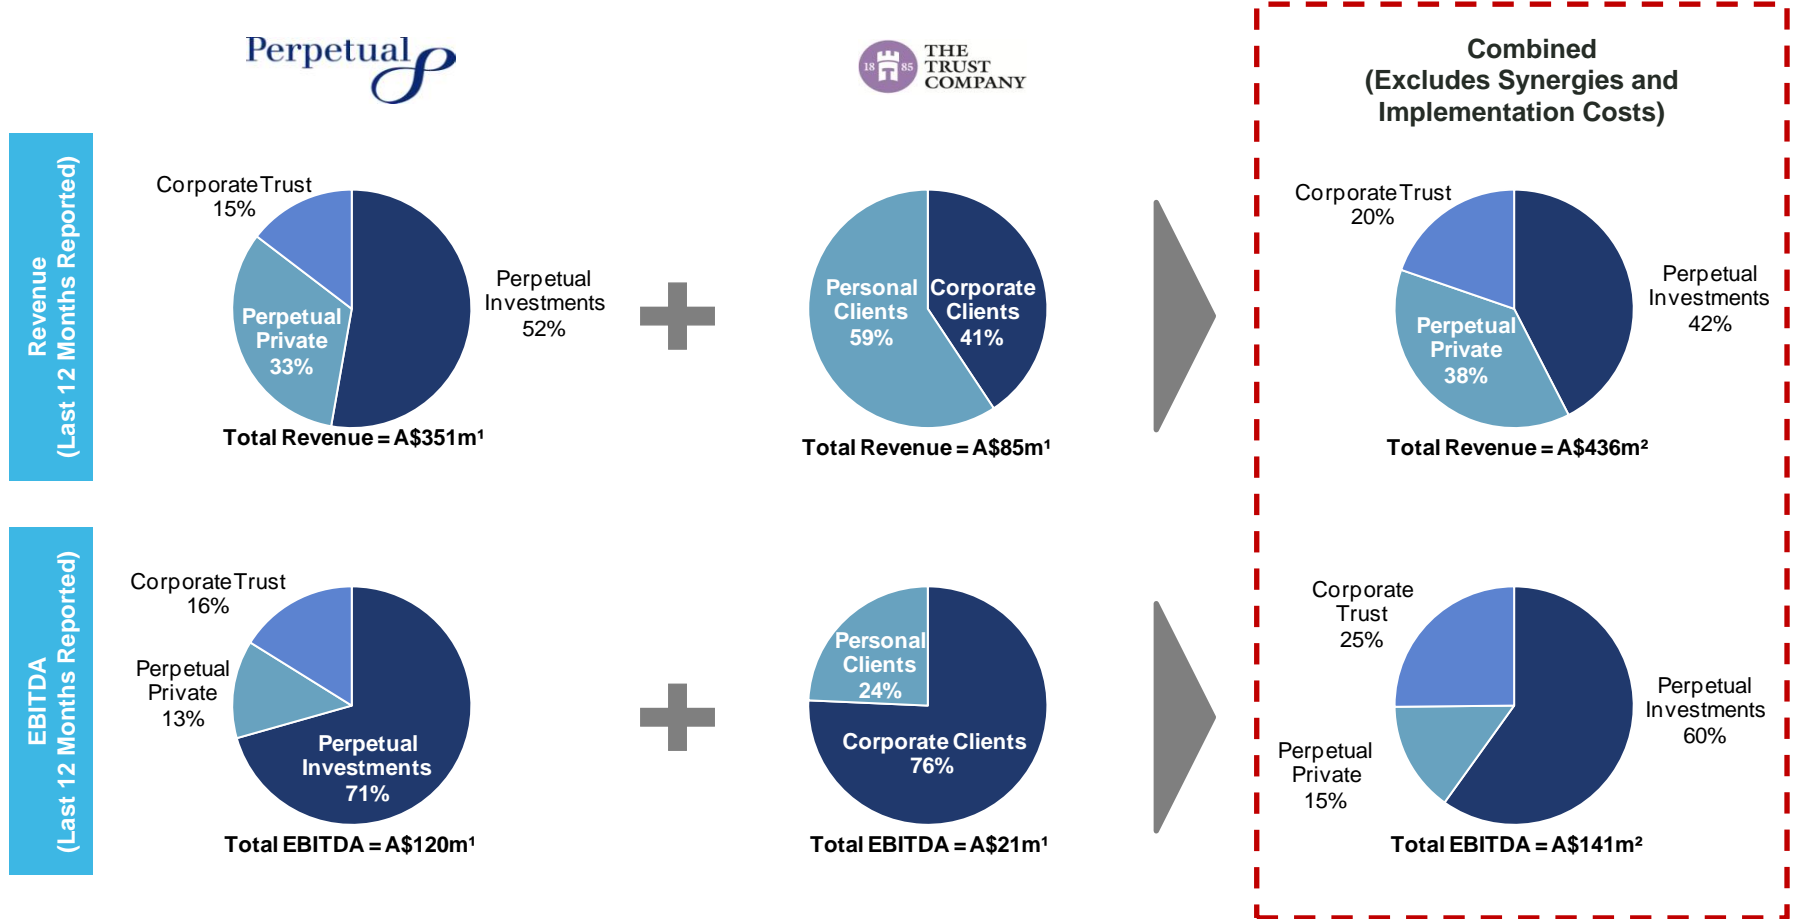 Perpetual
18 85
THE
TRUST
COMPANY
Combined
(Excludes Synergies and
Implementation Costs)
Revenue
(Last 12 Months Reported)
Corporate Trust
15%
Perpetual
Private
33%
Perpetual
Investments
52%
Total Revenue = A$351m¹
Personal
Clients
59%
Corporate
Clients
41%
Total Revenue = A$85m¹
Corporate Trust
20%
Perpetual
Private
38%
Perpetual
Investments
42%
Total Revenue = A$436m²
EBITDA
(Last 12 Months Reported)
Corporate Trust
16%
Perpetual
Private
13%
Perpetual
Investments
71%
Total EBITDA = A$120m¹
Personal
Clients
24%
Corporate Clients
76%
Total EBITDA = A$21m¹
Corporate
Trust
25%
Perpetual
Private
15%
Perpetual
Investments
60%
Total EBITDA = A$141m²